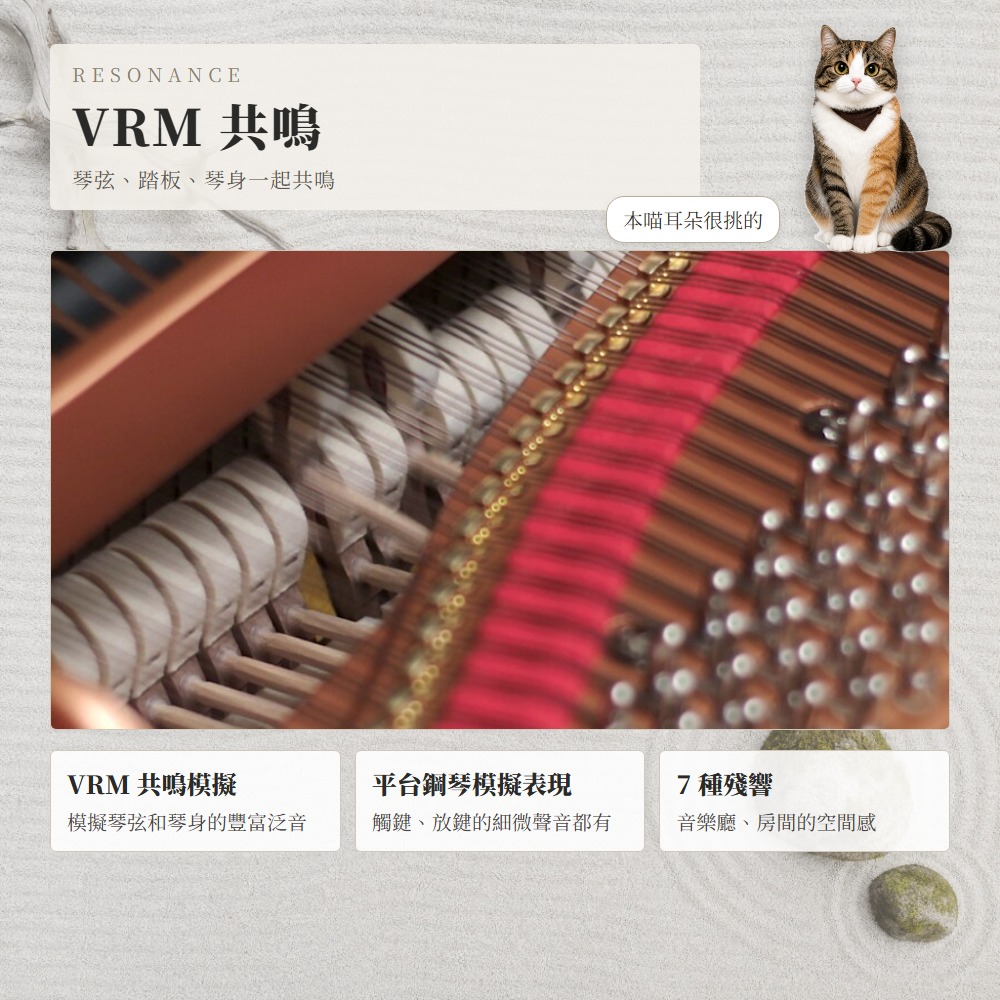 RESONANCE
VRM 共鳴
琴弦、踏板、琴身一起共鳴
本喵耳朵很挑的
VRM 共鳴模擬
模擬琴弦和琴身的豐富泛音
平台鋼琴模擬表現
觸鍵、放鍵的細微聲音都有
7 種殘響
音樂廳、房間的空間感